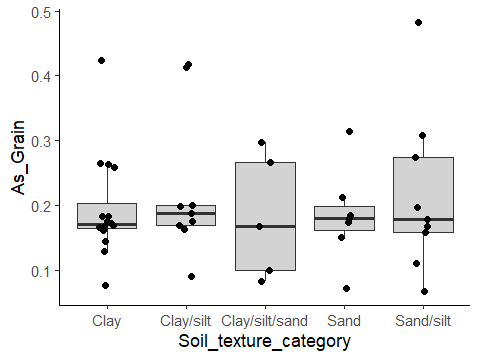 0.5
0.4
0.3
0.2
0.1
As_Grain
Clay Clay/silt Clay/silt/sand Sand Sand/silt
Soil_texture_category